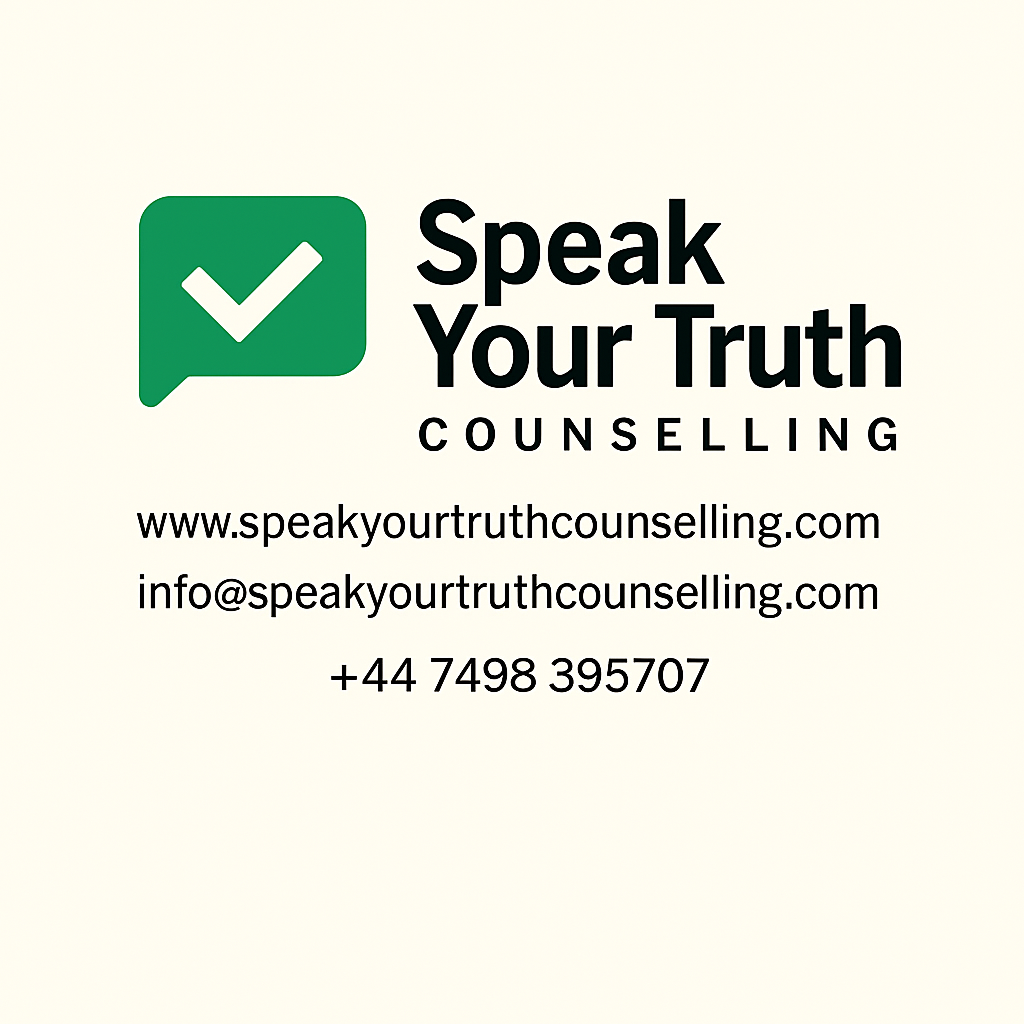 Speak
Your Truth
COUNSELLING
www.speakyourtruthcounselling.com
info@speakyourtruthcounselling.com
+44 7498 395707